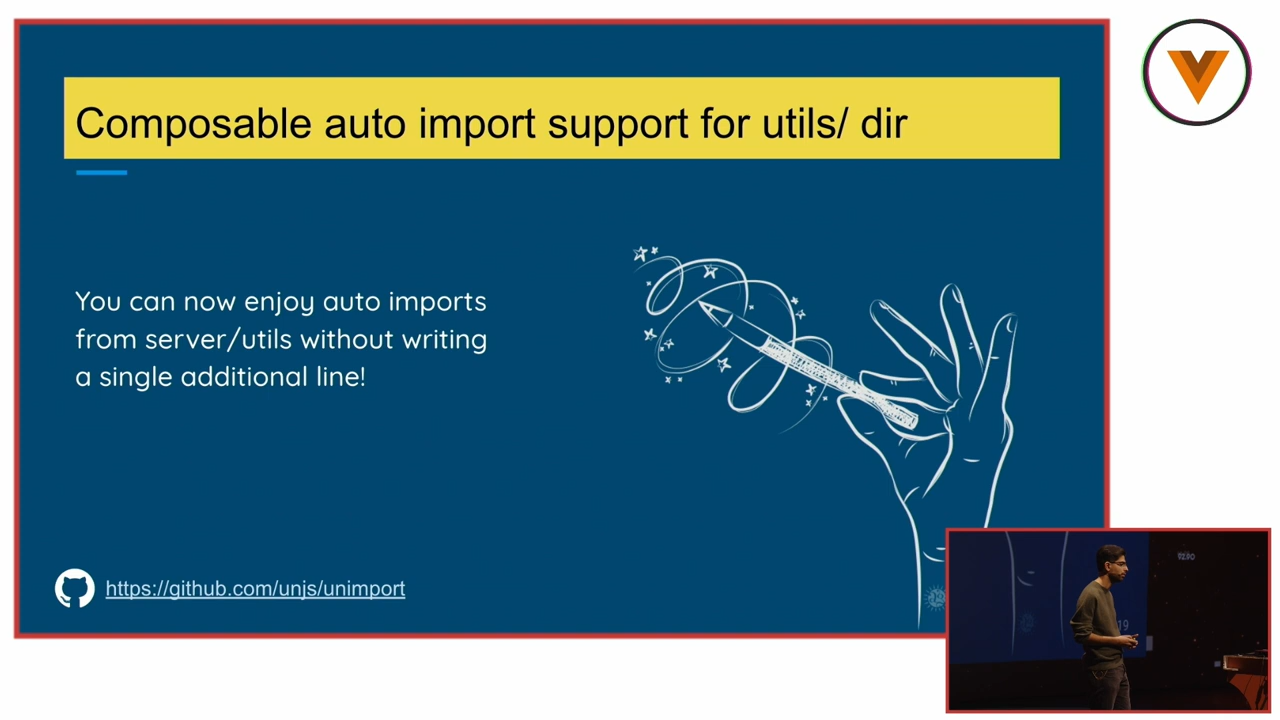 Composable auto import support for utils/ dir
You can now enjoy auto imports
from server/utils without writing
a single additional line!
https://github.com/unjs/unimport